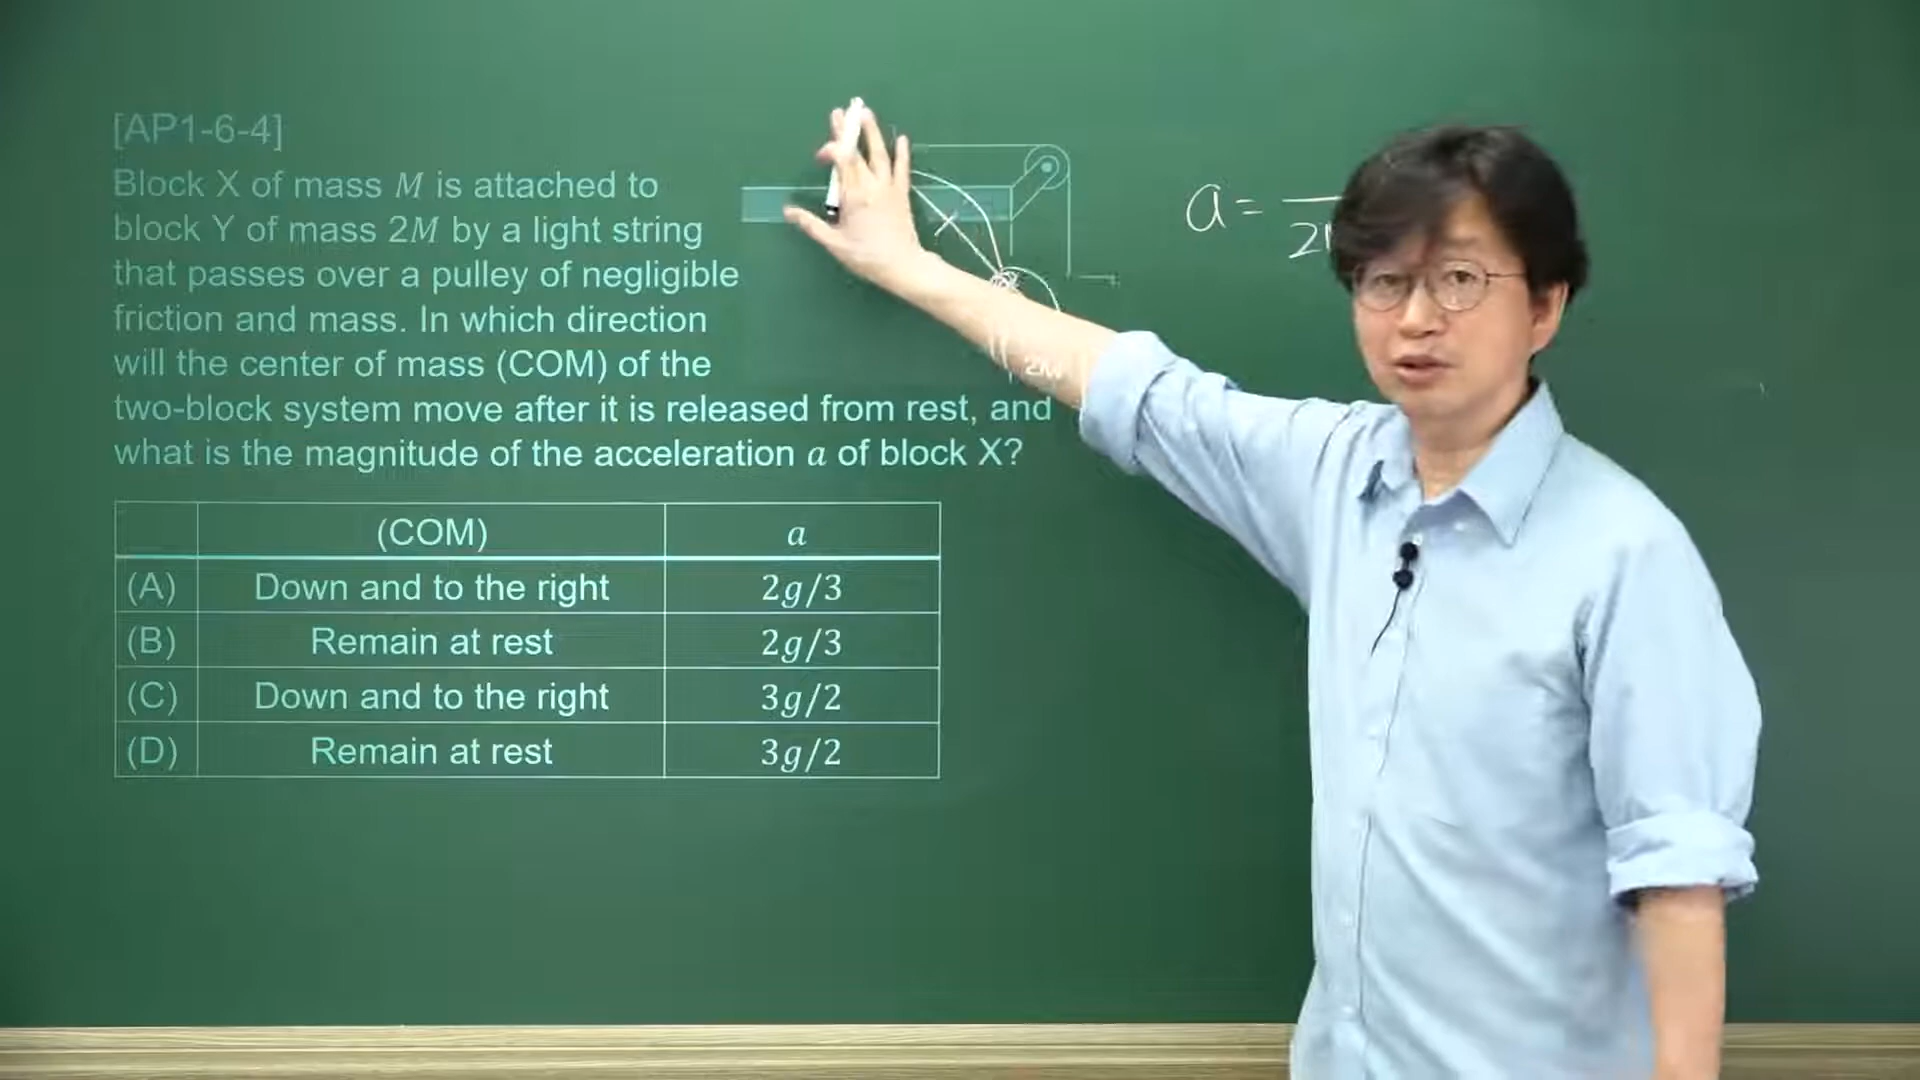 [AP1-6-4]
Block X of mass M is attached to
block Y of mass 2M by a light string
that passes over a pulley of negligible
friction and mass. In which direction
will the center of mass (COM) of the
two-block system move after it is released from rest, and
what is the magnitude of the acceleration a of block X?
(COM) a
(A) Down and to the right 2g/3
(B) Remain at rest 2g/3
(C) Down and to the right 3g/2
(D) Remain at rest 3g/2
a=